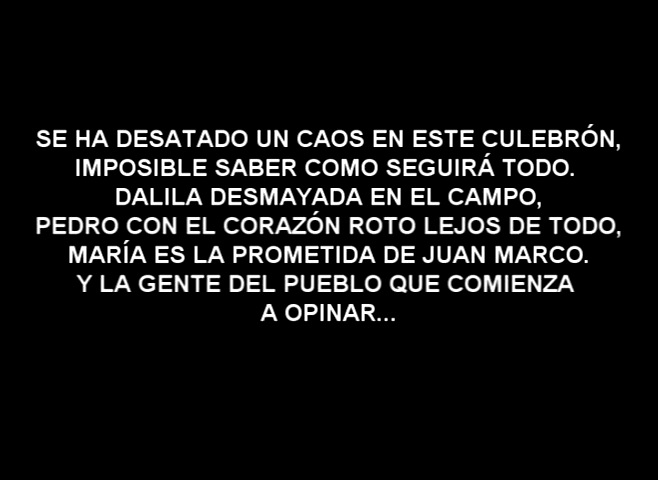 SE HA DESATADO UN CAOS EN ESTE CULEBRÓN,
IMPOSIBLE SABER COMO SEGUIRÁ TODO.
DALILA DESMAYADA EN EL CAMPO,
PEDRO CON EL CORAZÓN ROTO LEJOS DE TODO,
MARÍA ES LA PROMETIDA DE JUAN MARCO.
Y LA GENTE DEL PUEBLO QUE COMIENZA
A OPINAR...